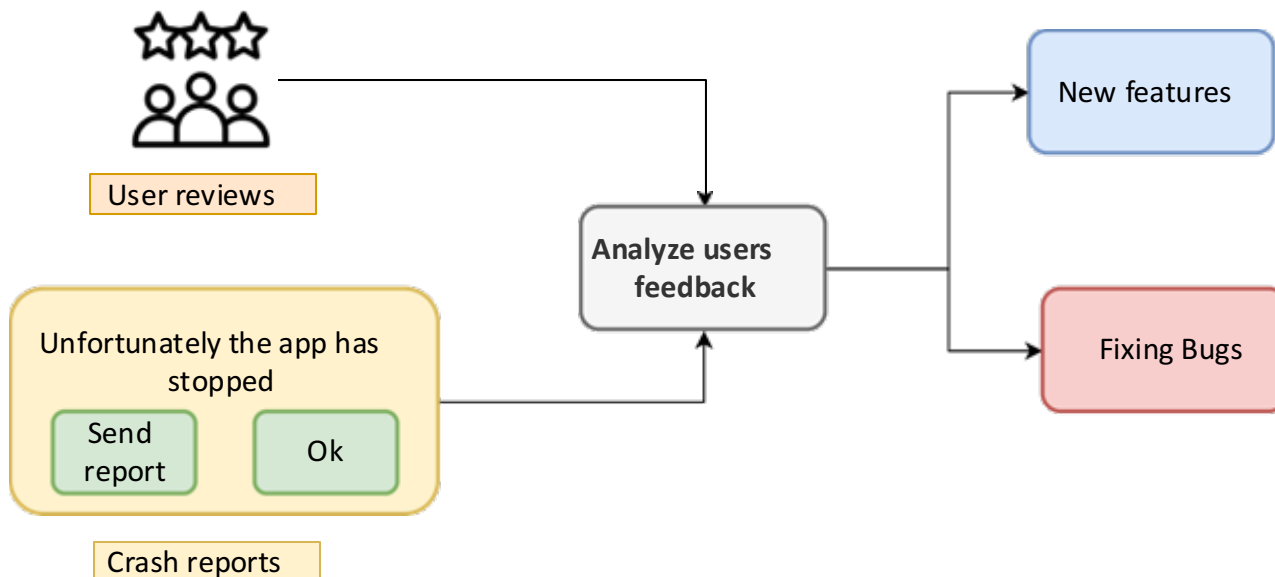 User reviews
Unfortunately the app has
stopped
Send
report
Ok
Crash reports
Analyze users
feedback
New features
Fixing Bugs